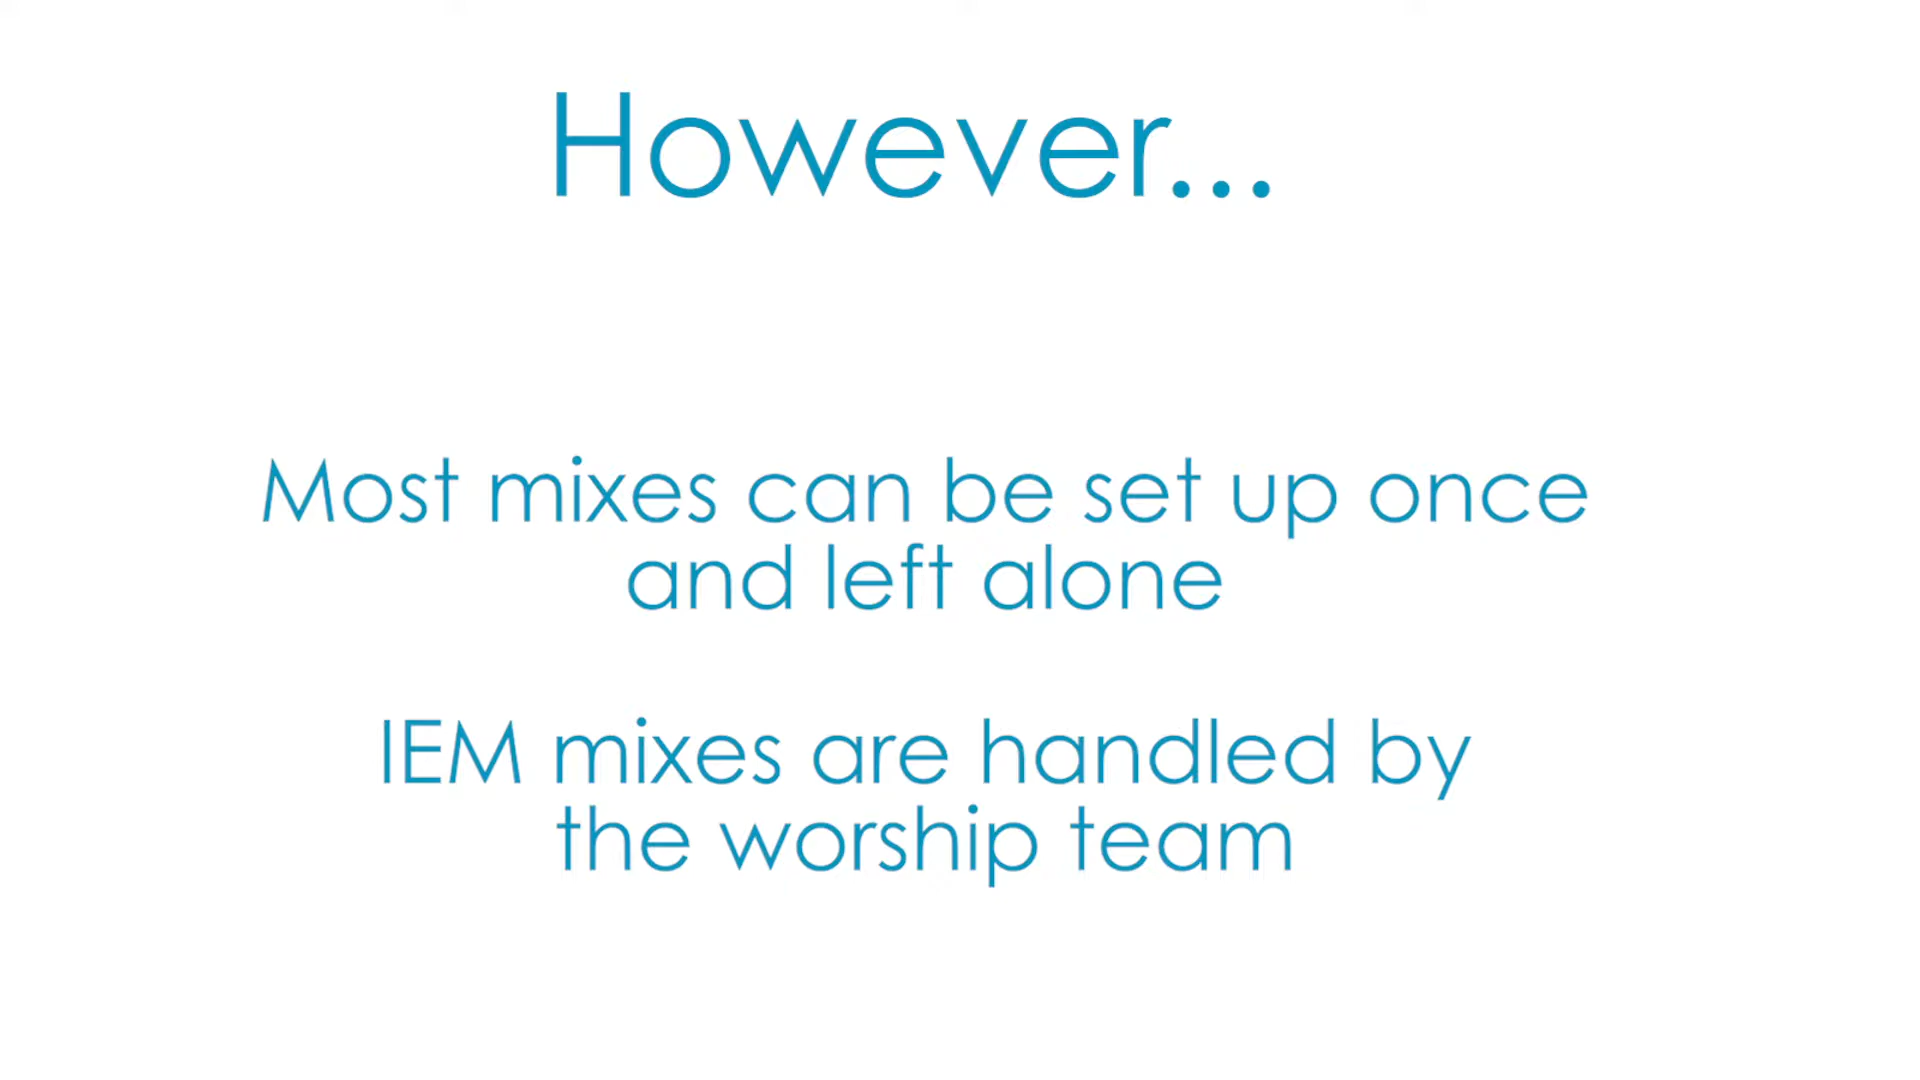 However...
Most mixes can be set up once
and left alone
IEM mixes are handled by
the worship team